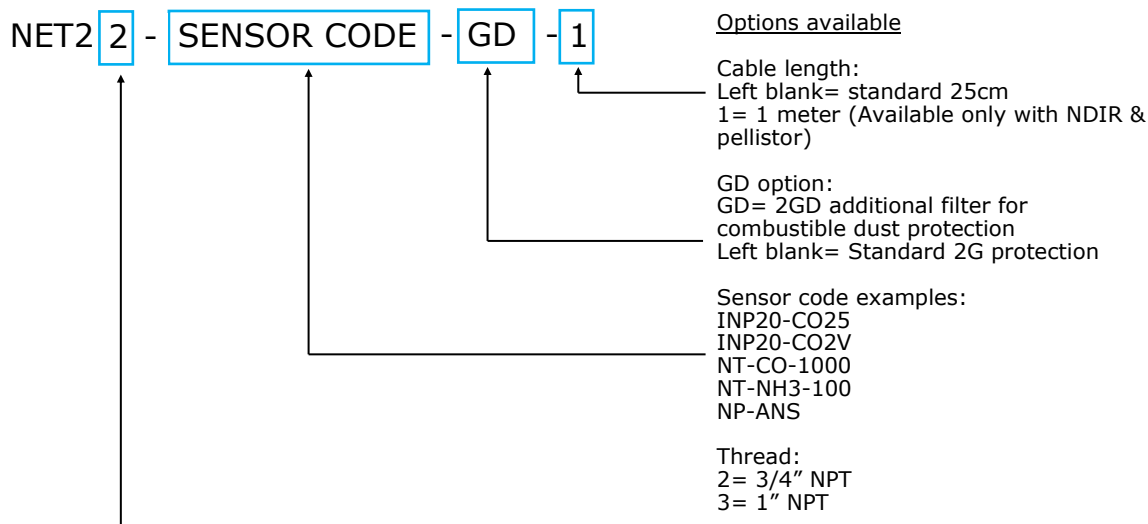 NET2 2 - SENSOR CODE - GD - 1
Options available
Cable length:
Left blank= standard 25cm
1= 1 meter (Available only with NDIR &
pellistor)
GD option:
GD= 2GD additional filter for
combustible dust protection
Left blank= Standard 2G protection
Sensor code examples:
INP20-CO25
INP20-CO2V
NT-CO-1000
NT-NH3-100
NP-ANS
Thread:
2= 3/4” NPT
3= 1” NPT